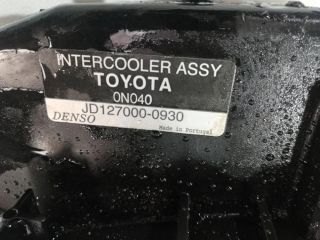 INTERCOOLER ASSY
TOYOTA
0N040
JD127000-0930
DENSO Made in Portugal